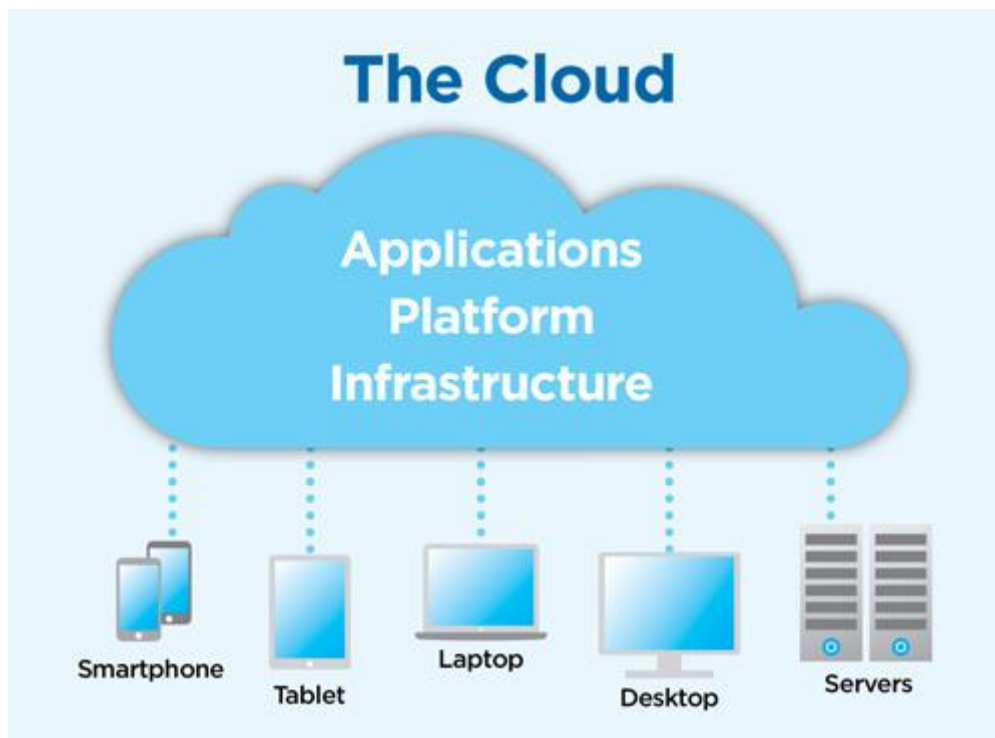 The Cloud
Applications
Platform
Infrastructure
Smartphone
Tablet
Laptop
Desktop
Servers